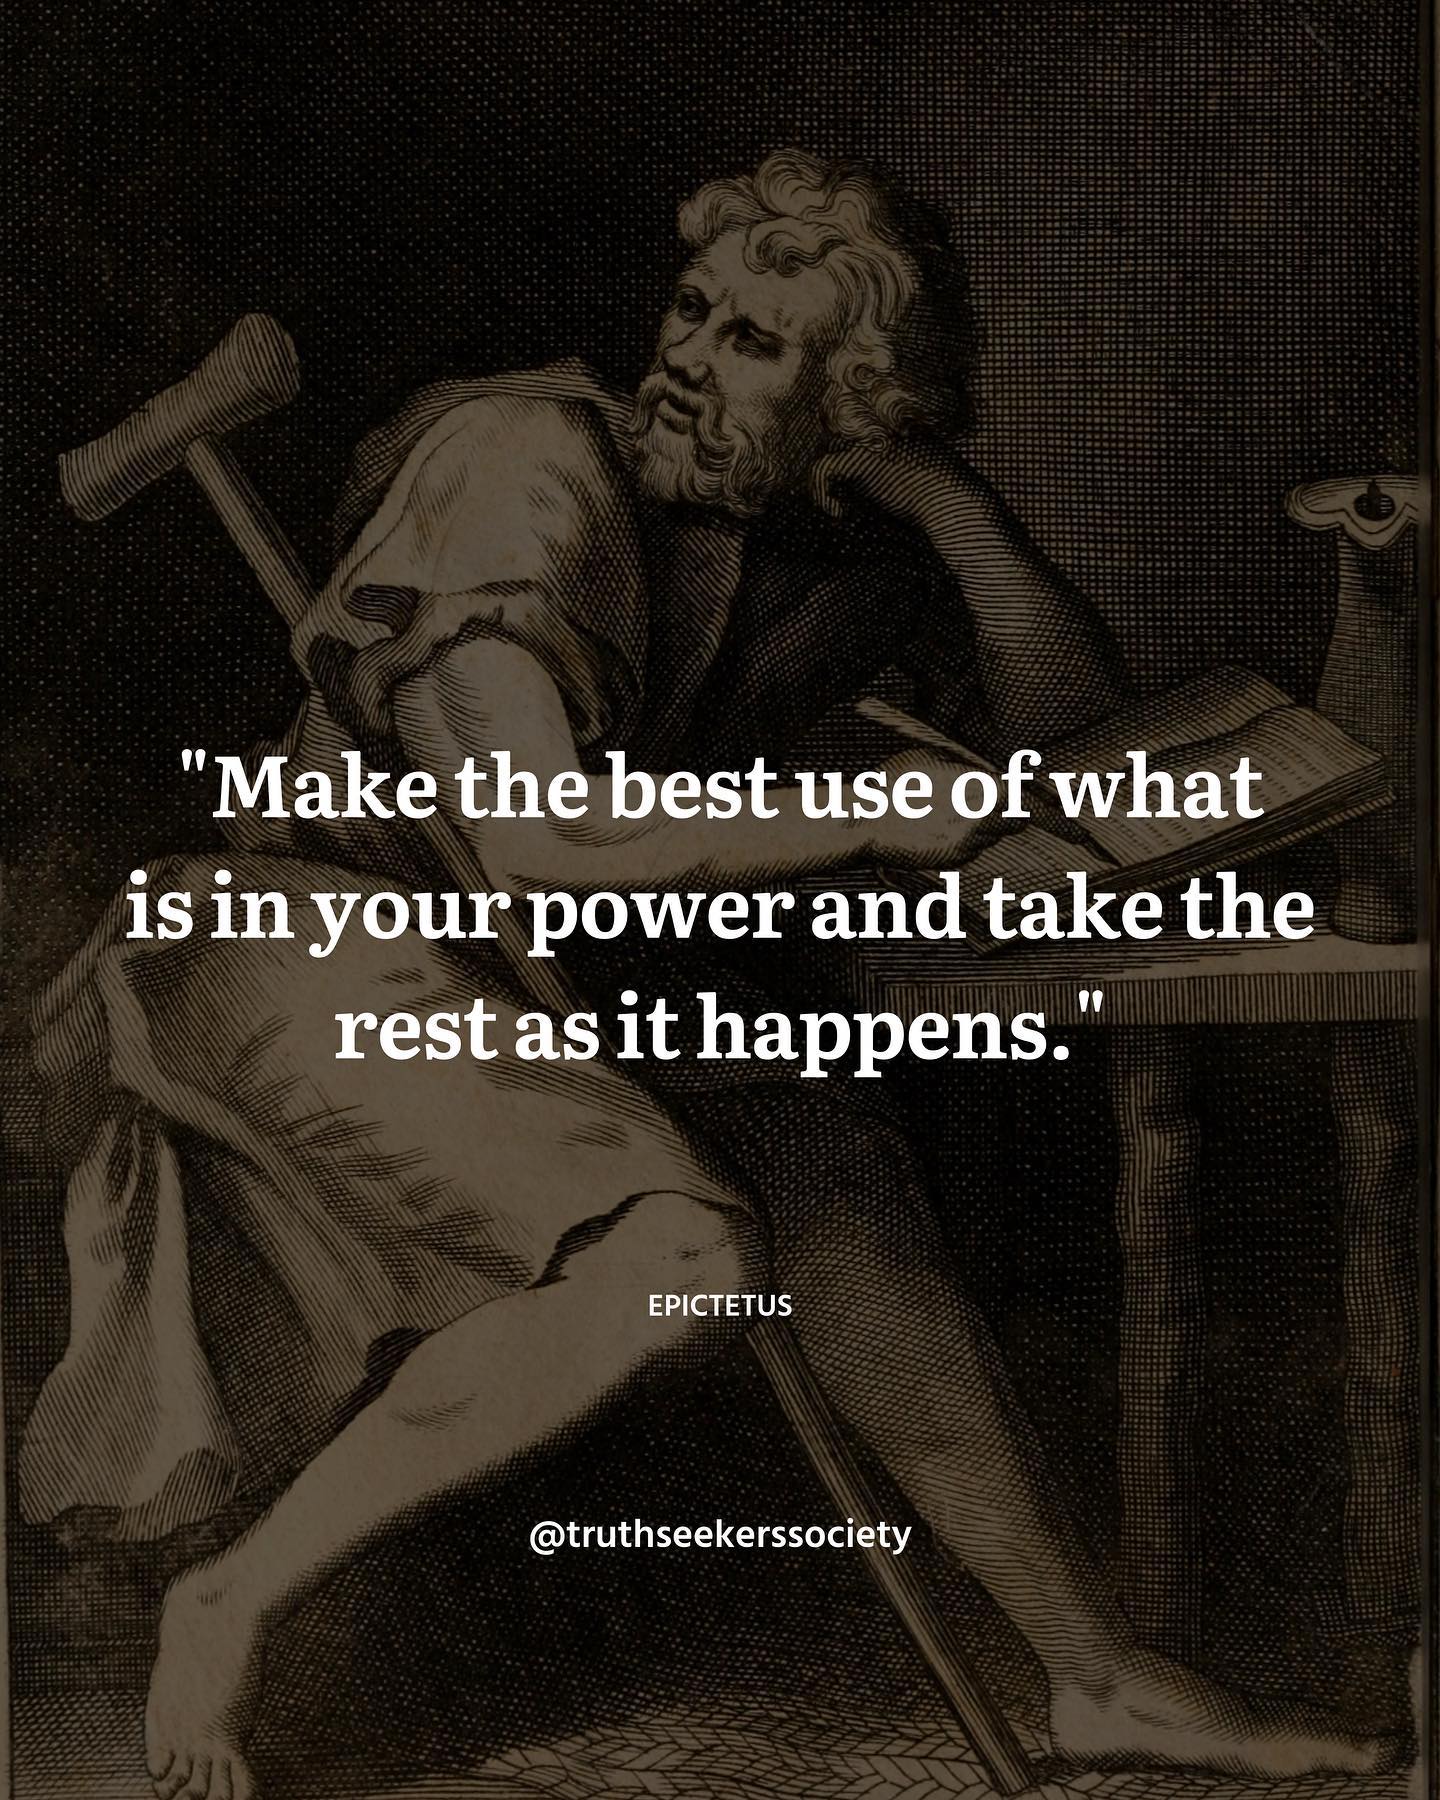 "Make the best use of what
is in your power and take the
rest as it happens."
EPICTETUS
@truthseekerssociety